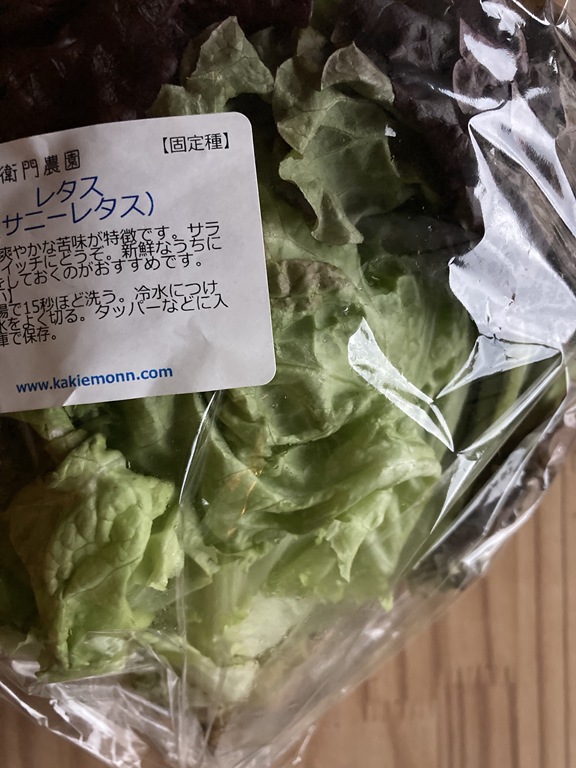 【固定種】
衛門農園
レタス
サニーレタス)
爽やかな苦味が特徴です。サラ
イッチにどうぞ。新鮮なうちに
をしておくのがおすすめです。
】
湯で15秒ほど洗う。冷水につけ
水をよく切る。タッパーなどに入
庫で保存。
www.kakiemonn.com